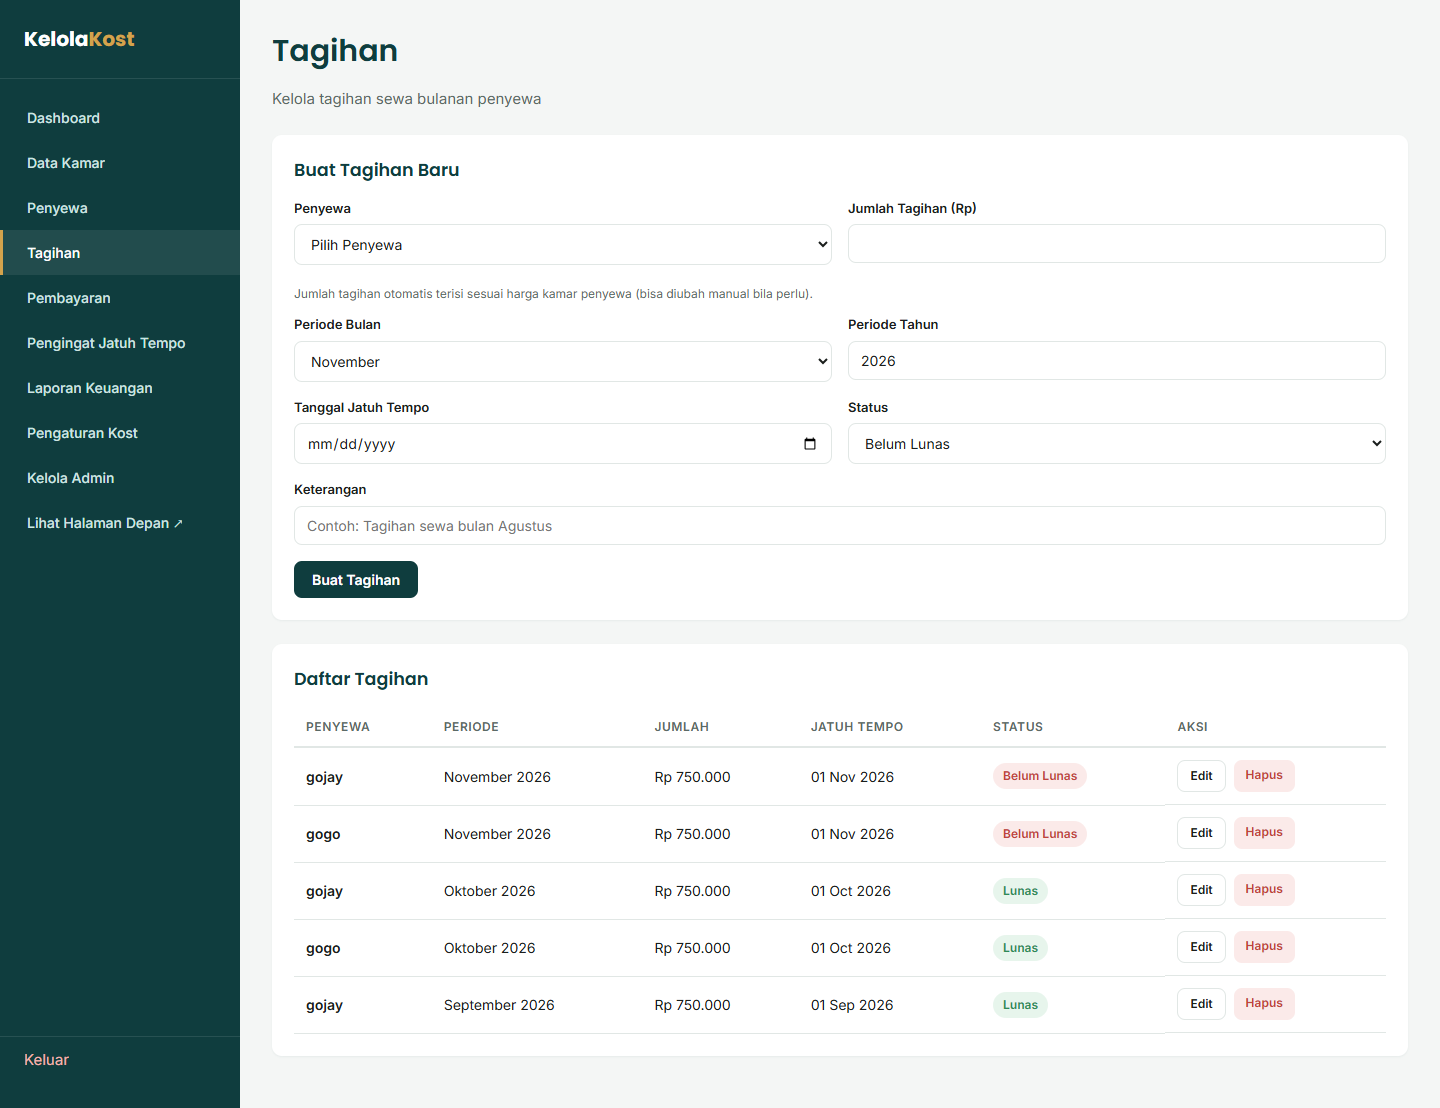 KelolaKost
Dashboard
Data Kamar
Penyewa
Tagihan
Pembayaran
Pengingat Jatuh Tempo
Laporan Keuangan
Pengaturan Kost
Kelola Admin
Lihat Halaman Depan ↗
Keluar
Tagihan
Kelola tagihan sewa bulanan penyewa
Buat Tagihan Baru
Penyewa Jumlah Tagihan (Rp)
Pilih Penyewa
Jumlah tagihan otomatis terisi sesuai harga kamar penyewa (bisa diubah manual bila perlu).
Periode Bulan Periode Tahun
November 2026
Tanggal Jatuh Tempo Status
mm/dd/yyyy Belum Lunas
Keterangan
Contoh: Tagihan sewa bulan Agustus
Buat Tagihan
Daftar Tagihan
PENYEWA PERIODE JUMLAH JATUH TEMPO STATUS AKSI
gojay November 2026 Rp 750.000 01 Nov 2026 Belum Lunas Edit Hapus
gogo November 2026 Rp 750.000 01 Nov 2026 Belum Lunas Edit Hapus
gojay Oktober 2026 Rp 750.000 01 Oct 2026 Lunas Edit Hapus
gogo Oktober 2026 Rp 750.000 01 Oct 2026 Lunas Edit Hapus
gojay September 2026 Rp 750.000 01 Sep 2026 Lunas Edit Hapus